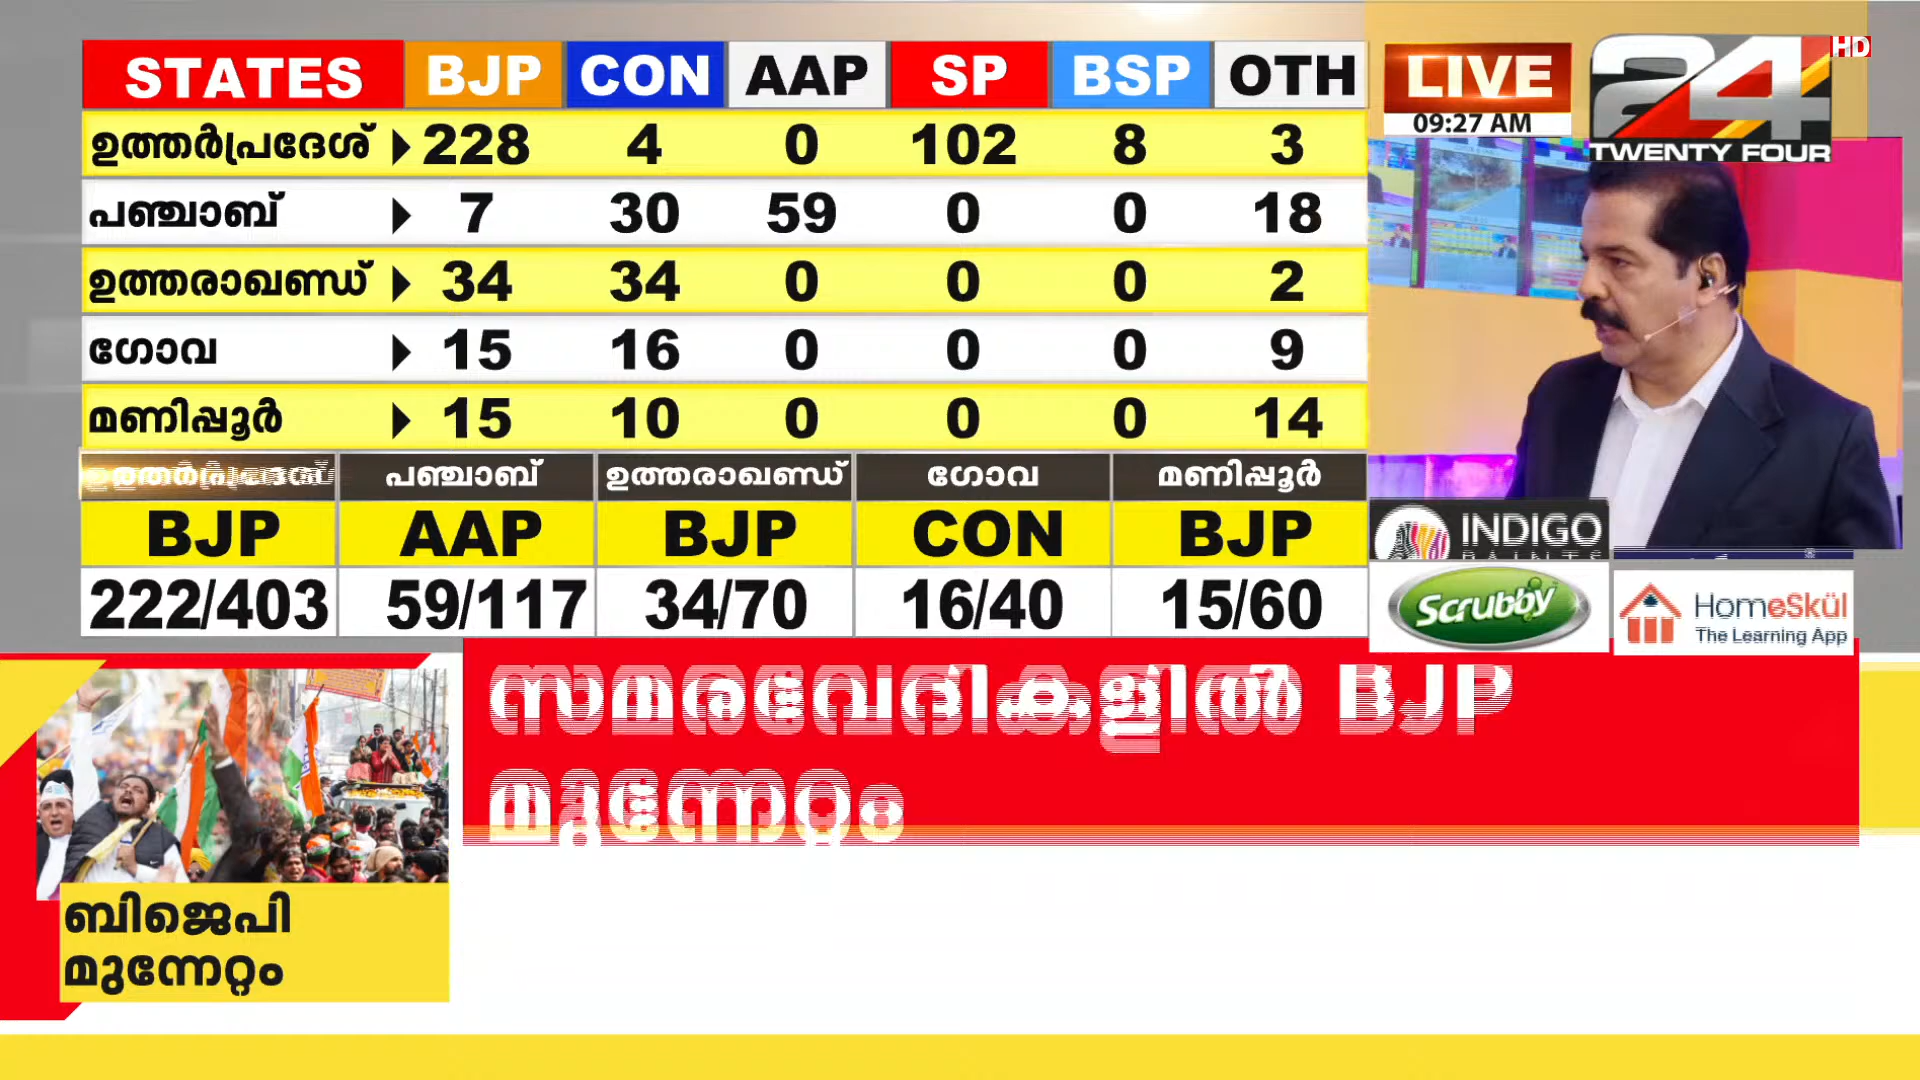 STATES BJP CON AAP SP BSP OTH
ഉത്തർപ്രദേശ് 228 4 0 102 8 3
പഞ്ചാബ് 7 30 59 0 0 18
ഉത്തരാഖണ്ഡ് 34 34 0 0 0 2
ഗോവ 15 16 0 0 0 9
മണിപ്പൂർ 15 10 0 0 0 14
പഞ്ചാബ് ഉത്തരാഖണ്ഡ് ഗോവ മണിപ്പൂർ
BJP AAP BJP CON BJP
222/403 59/117 34/70 16/40 15/60
LIVE
09:27 AM
24 HD
TWENTY FOUR
INDIGO
PAINTS
Scrubby
HomeSkül
The Learning App
സമരവേദികളിൽ BJP
മുന്നേറ്റം
ബിജെപി
മുന്നേറ്റം